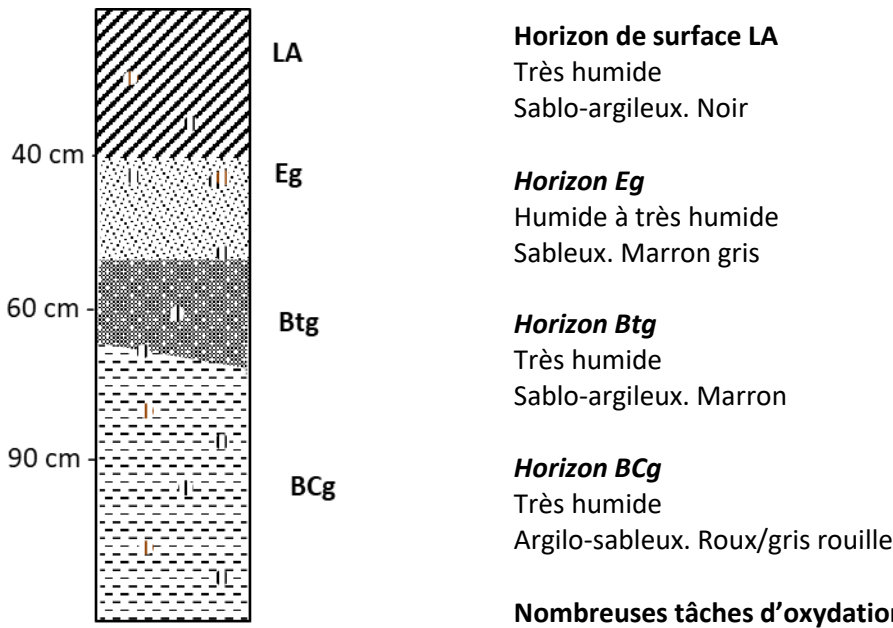 LA
40 cm
Eg
60 cm
Btg
90 cm
BCg
Horizon de surface LA
Très humide
Sablo-argileux. Noir
Horizon Eg
Humide à très humide
Sableux. Marron gris
Horizon Btg
Très humide
Sablo-argileux. Marron
Horizon BCg
Très humide
Argilo-sableux. Roux/gris rouille
Nombreuses tâches d’oxydation